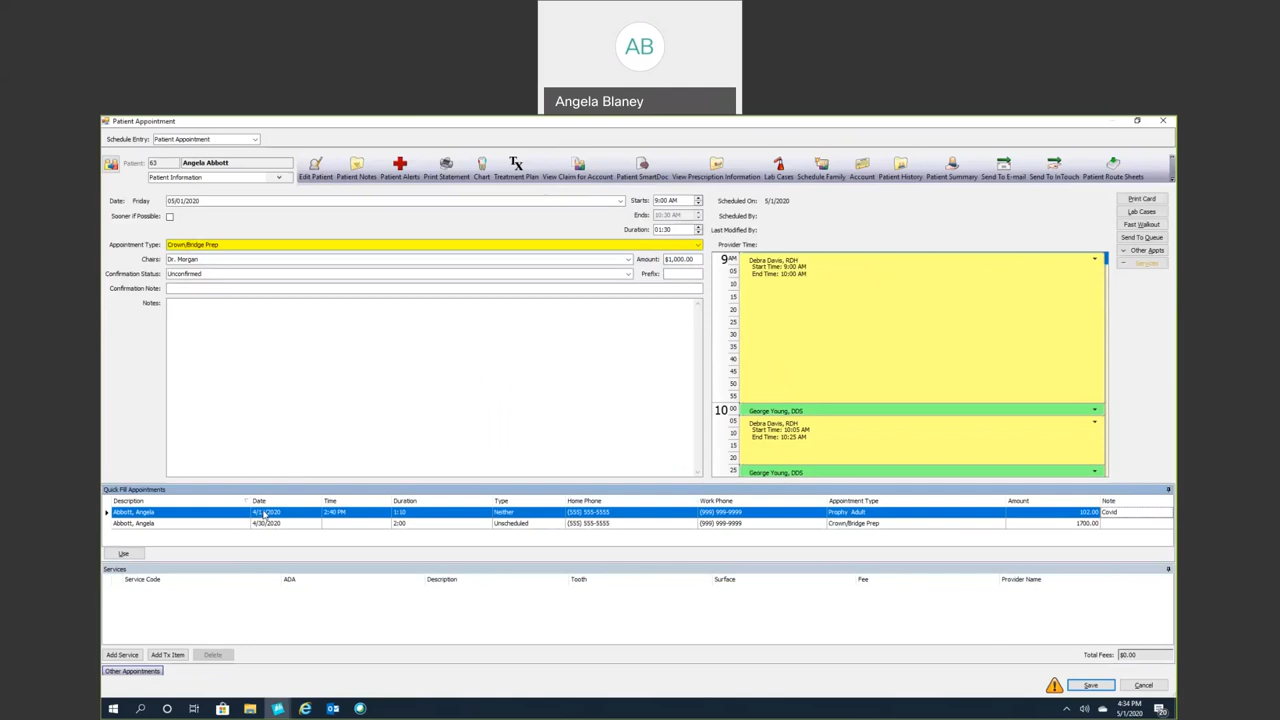 AB
Angela Blaney
Patient Appointment
Schedule Entry: Patient Appointment
Patient: 63 Angela Abbott
Patient Information
Edit Patient Patient Notes Patient Alerts Print Statement Chart Treatment Plan View Claim for Account Patient SmartDoc View Prescription Information Lab Cases Schedule Family Account Patient History Patient Summary Send To E-mail Send To InTouch Patient Route Sheets
Date: Friday 05/01/2020 Starts: 9:00 AM Scheduled On: 5/1/2020
Sooner if Possible: Ends: 10:30 AM Scheduled By:
Duration: 01:30 Last Modified By:
Appointment Type: Crown/Bridge Prep Provider Time:
Chairs: Dr. Morgan Amount: $1,000.00
Confirmation Status: Unconfirmed Prefix:
Confirmation Note:
Notes:
Print Card
Lab Cases
Fast Walkout
Send To Queue
Other Appts
Services
9 AM Debra Davis, RDH
Start Time: 9:00 AM
05
End Time: 10:00 AM
10
15
20
25
30
35
40
45
50
55
10 00 George Young, DDS
05 Debra Davis, RDH
Start Time: 10:05 AM
10 End Time: 10:25 AM
15
20
25 George Young, DDS
Quick Fill Appointments
Description Date Time Duration Type Home Phone Work Phone Appointment Type Amount Note
Abbott, Angela 2:40 PM 1:10 Neither (555) 555-5555 (999) 999-9999 Prophy Adult 102.00 Covid
Abbott, Angela 4/30/2020 2:00 Unscheduled (555) 555-5555 (999) 999-9999 Crown/Bridge Prep 1700.00
Use
Services
Service Code ADA Description Tooth Surface Fee Provider Name
Add Service Add Tx Item Delete Total Fees: $0.00
Other Appointments
Save Cancel
4:34 PM
5/1/2020
20